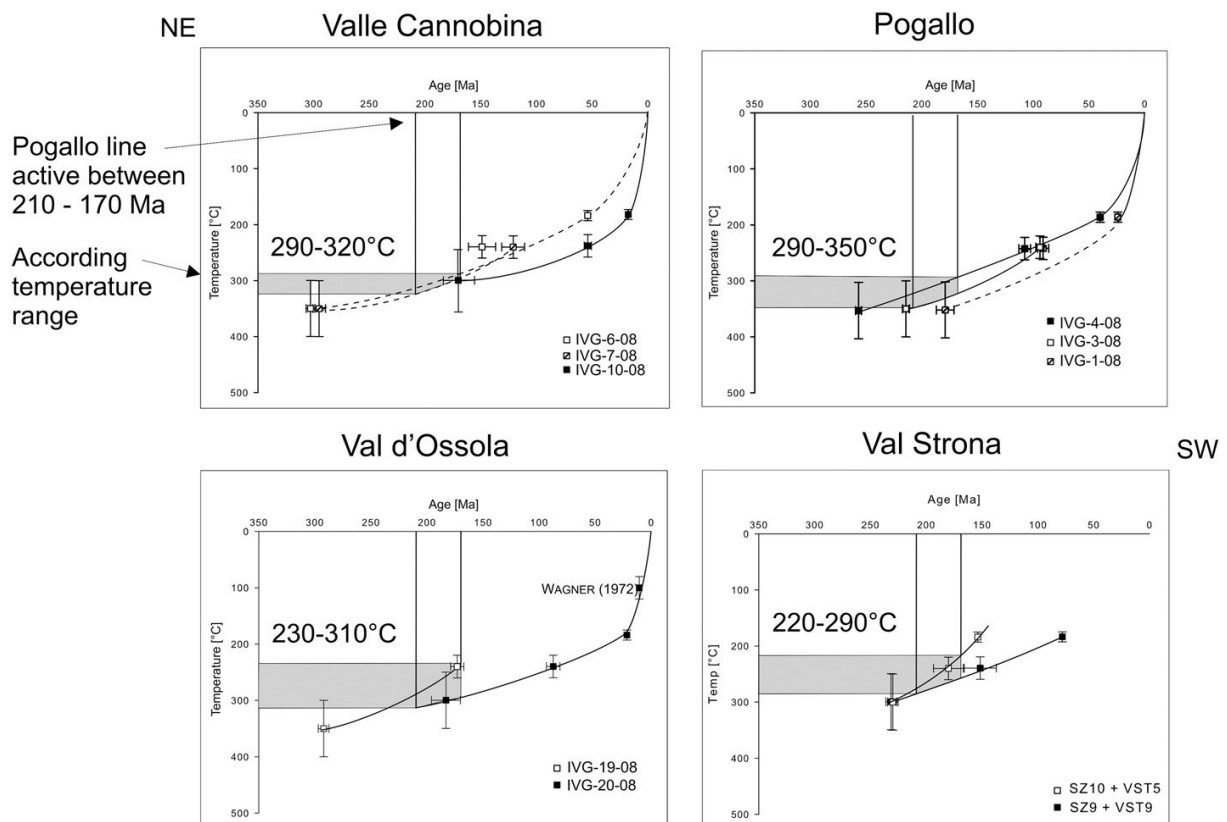 NE
Valle Cannobina
Pogallo
Pogallo line
active between
210 - 170 Ma
According
temperature
range
Age [Ma]
350 300 250 200 150 100 50 0
Temperature [°C]
0
100
200
300
400
500
290-320°C
IVG-6-08
IVG-7-08
IVG-10-08
Age [Ma]
350 300 250 200 150 100 50 0
Temperature [°C]
0
100
200
300
400
500
290-350°C
IVG-4-08
IVG-3-08
IVG-1-08
Val d'Ossola
Val Strona
SW
Age [Ma]
350 300 250 200 150 100 50 0
Temperature [°C]
0
100
200
300
400
500
WAGNER (1972)
230-310°C
IVG-19-08
IVG-20-08
Age [Ma]
350 300 250 200 150 100 50 0
Temp [°C]
0
100
200
300
400
500
220-290°C
SZ10 + VST5
SZ9 + VST9